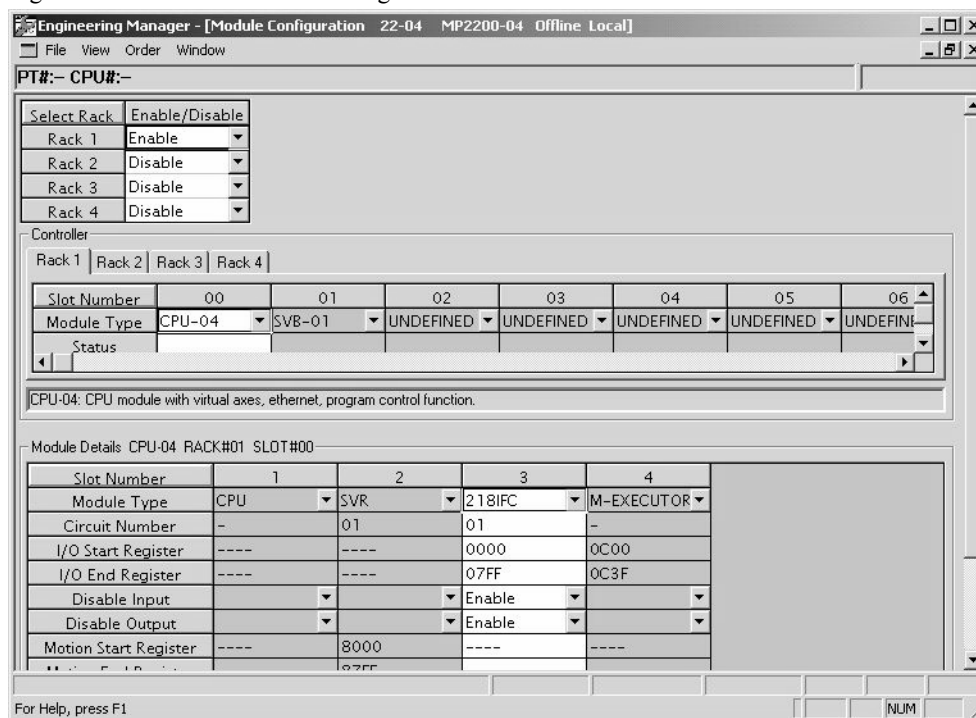 Engineering Manager - [Module Configuration 22-04 MP2200-04 Offline Local]
File View Order Window
PT#:– CPU#:–
Select Rack Enable/Disable
Rack 1 Enable
Rack 2 Disable
Rack 3 Disable
Rack 4 Disable
Controller
Rack 1 Rack 2 Rack 3 Rack 4
Slot Number 00 01 02 03 04 05 06
Module Type CPU-04 SVB-01 UNDEFINED UNDEFINED UNDEFINED UNDEFINED UNDEFINE
Status
CPU-04: CPU module with virtual axes, ethernet, program control function.
Module Details CPU-04 RACK#01 SLOT#00
Slot Number 1 2 3 4
Module Type CPU SVR 218IFC M-EXECUTOR
Circuit Number - 01 01 -
I/O Start Register ---- ---- 0000 0C00
I/O End Register ---- ---- 07FF 0C3F
Disable Input Enable
Disable Output Enable
Motion Start Register ---- 8000 ---- ----
For Help, press F1
NUM